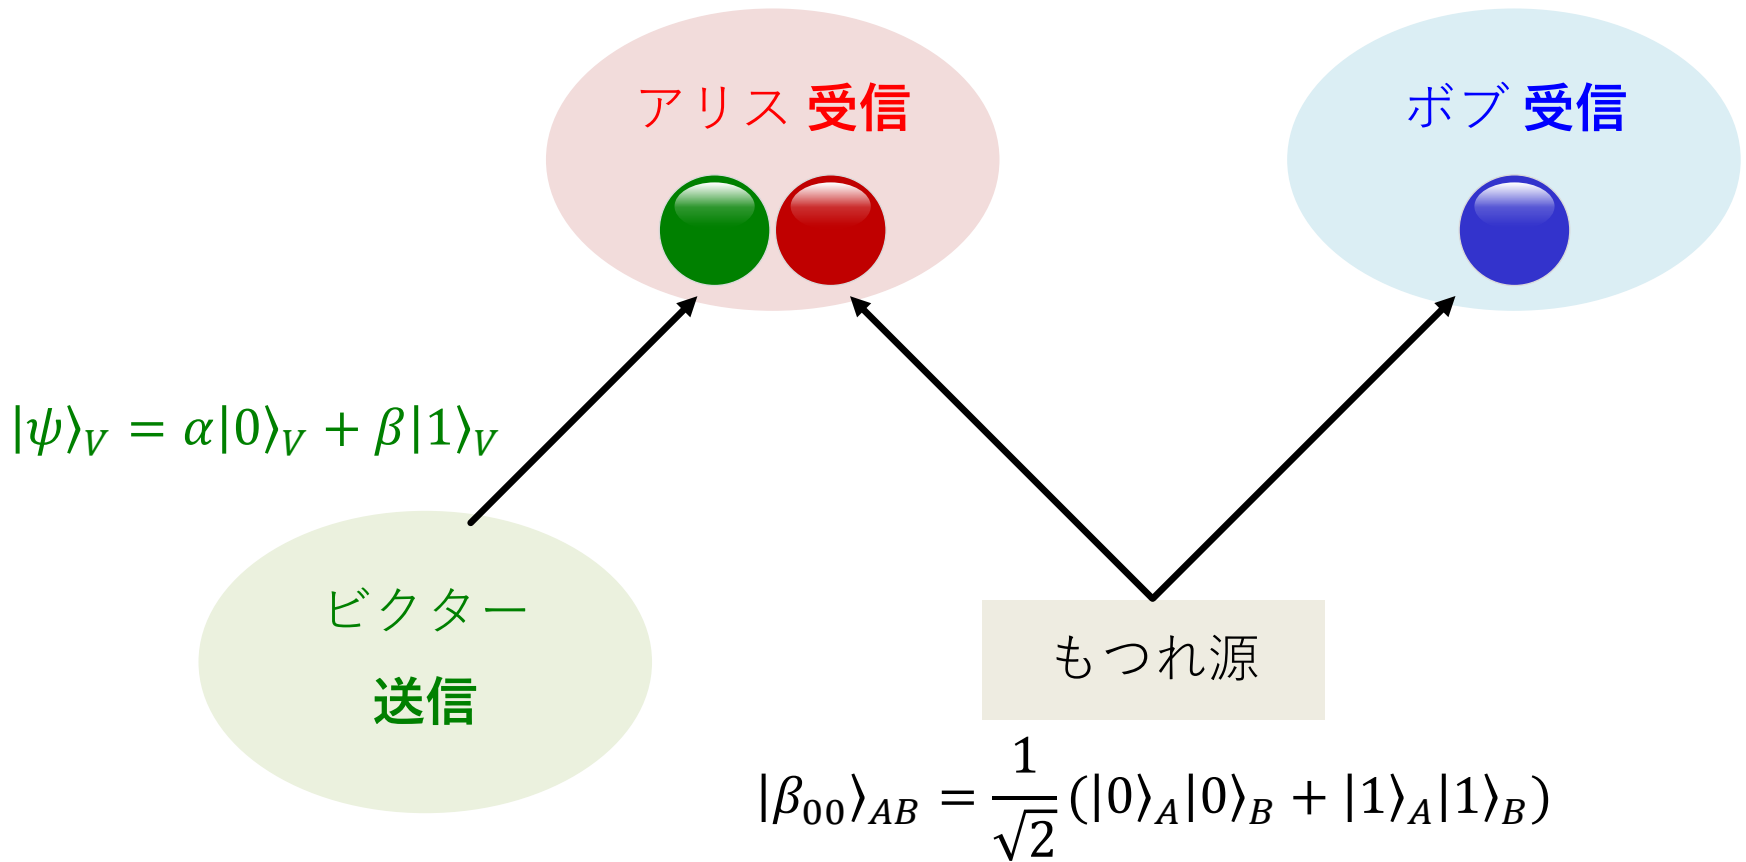 アリス 受信
ボブ 受信
|ψ⟩_V = α|0⟩_V + β|1⟩_V
ビクター
送信
もつれ源
|β₀₀⟩_AB = 1/√2 (|0⟩_A|0⟩_B + |1⟩_A|1⟩_B)